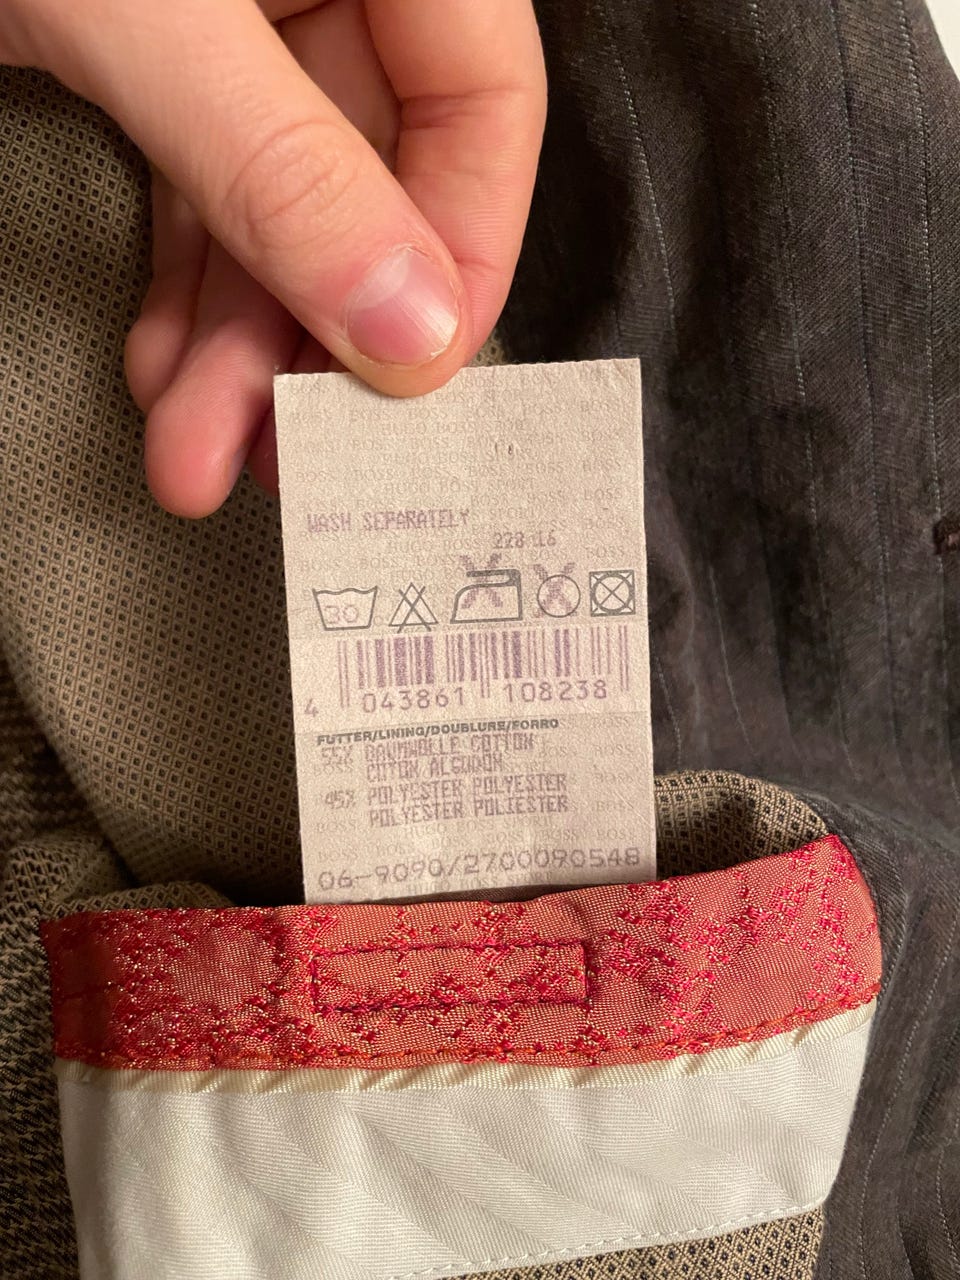 WASH SEPARATELY
228 16
30
4 043861 108238
FUTTER/LINING/DOUBLURE/FORRO
55% BAUMWOLLE COTTON
COTON ALGODON
45% POLYESTER POLYESTER
POLYESTER POLIESTER
06-9090/2700090548